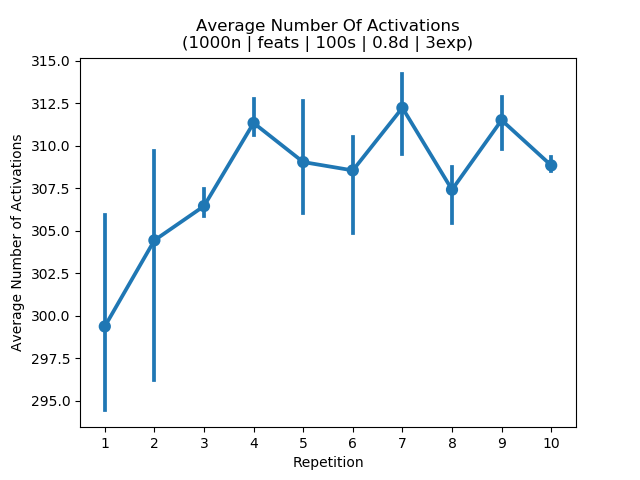 Average Number Of Activations
(1000n | feats | 100s | 0.8d | 3exp)
Average Number of Activations
315.0
312.5
310.0
307.5
305.0
302.5
300.0
297.5
295.0
1 2 3 4 5 6 7 8 9 10
Repetition